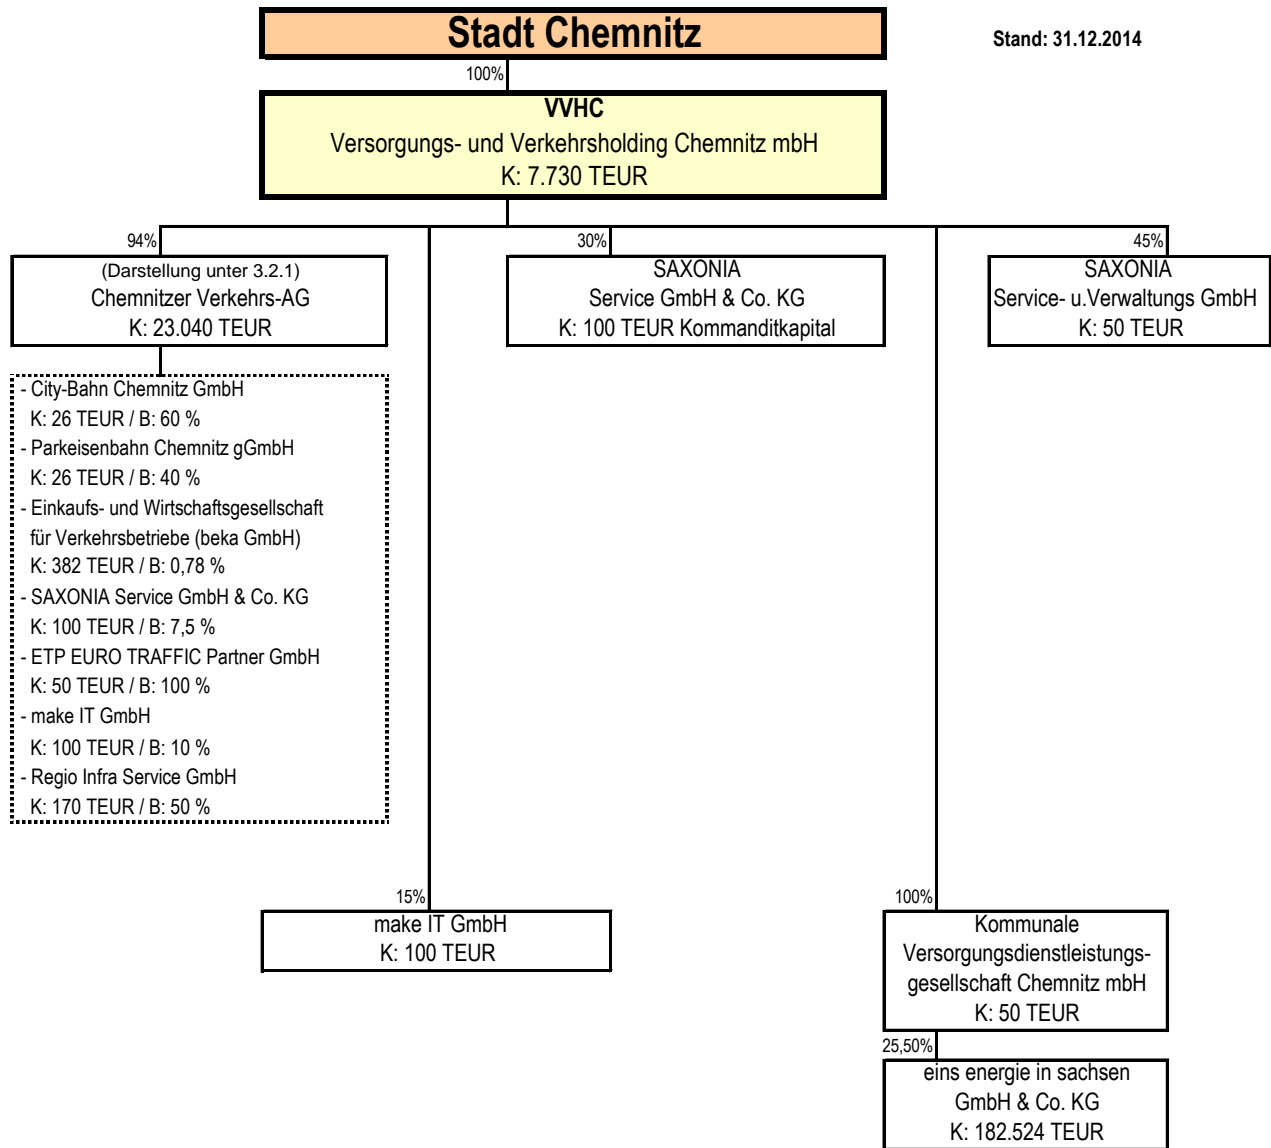 Stadt Chemnitz
Stand: 31.12.2014
100%
VVHC
Versorgungs- und Verkehrsholding Chemnitz mbH
K: 7.730 TEUR
94%
(Darstellung unter 3.2.1)
Chemnitzer Verkehrs-AG
K: 23.040 TEUR
30%
SAXONIA
Service GmbH & Co. KG
K: 100 TEUR Kommanditkapital
45%
SAXONIA
Service- u.Verwaltungs GmbH
K: 50 TEUR
- City-Bahn Chemnitz GmbH
K: 26 TEUR / B: 60 %
- Parkeisenbahn Chemnitz gGmbH
K: 26 TEUR / B: 40 %
- Einkaufs- und Wirtschaftsgesellschaft
für Verkehrsbetriebe (beka GmbH)
K: 382 TEUR / B: 0,78 %
- SAXONIA Service GmbH & Co. KG
K: 100 TEUR / B: 7,5 %
- ETP EURO TRAFFIC Partner GmbH
K: 50 TEUR / B: 100 %
- make IT GmbH
K: 100 TEUR / B: 10 %
- Regio Infra Service GmbH
K: 170 TEUR / B: 50 %
15%
make IT GmbH
K: 100 TEUR
100%
Kommunale
Versorgungsdienstleistungs-
gesellschaft Chemnitz mbH
K: 50 TEUR
25,50%
eins energie in sachsen
GmbH & Co. KG
K: 182.524 TEUR